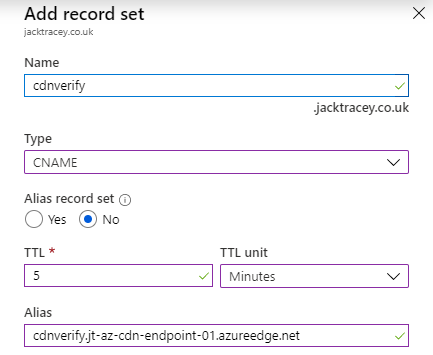 Add record set
jacktracey.co.uk
Name
cdnverify
.jacktracey.co.uk
Type
CNAME
Alias record set
Yes No
TTL * TTL unit
5 Minutes
Alias
cdnverify.jt-az-cdn-endpoint-01.azureedge.net